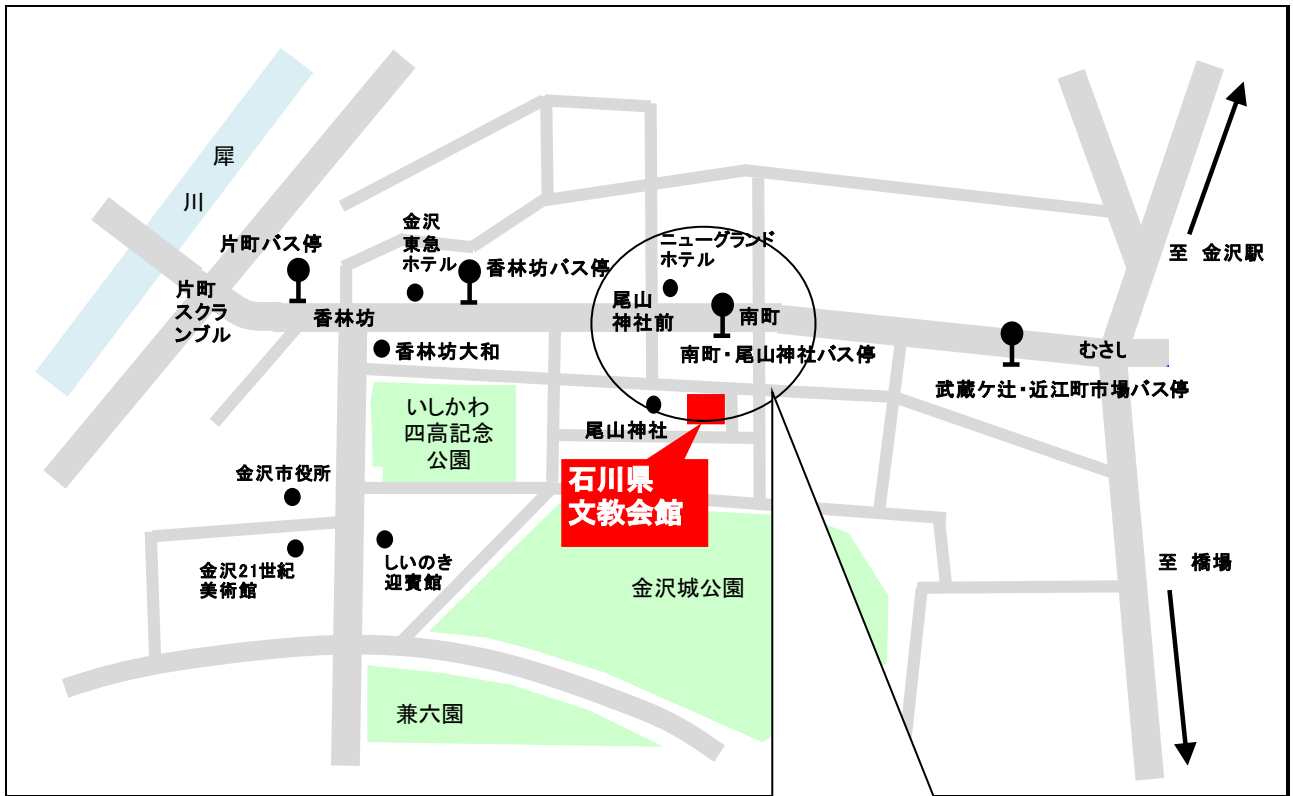 犀
川
片町バス停
金沢
東急
ホテル
香林坊バス停
ニューグランド
ホテル
至 金沢駅
片町
スクラ
ンブル
香林坊
尾山
神社前
南町
香林坊大和
南町・尾山神社バス停
むさし
武蔵ケ辻・近江町市場バス停
いしかわ
四高記念
公園
尾山神社
金沢市役所
石川県
文教会館
金沢21世紀
美術館
しいのき
迎賓館
金沢城公園
至 橋場
兼六園